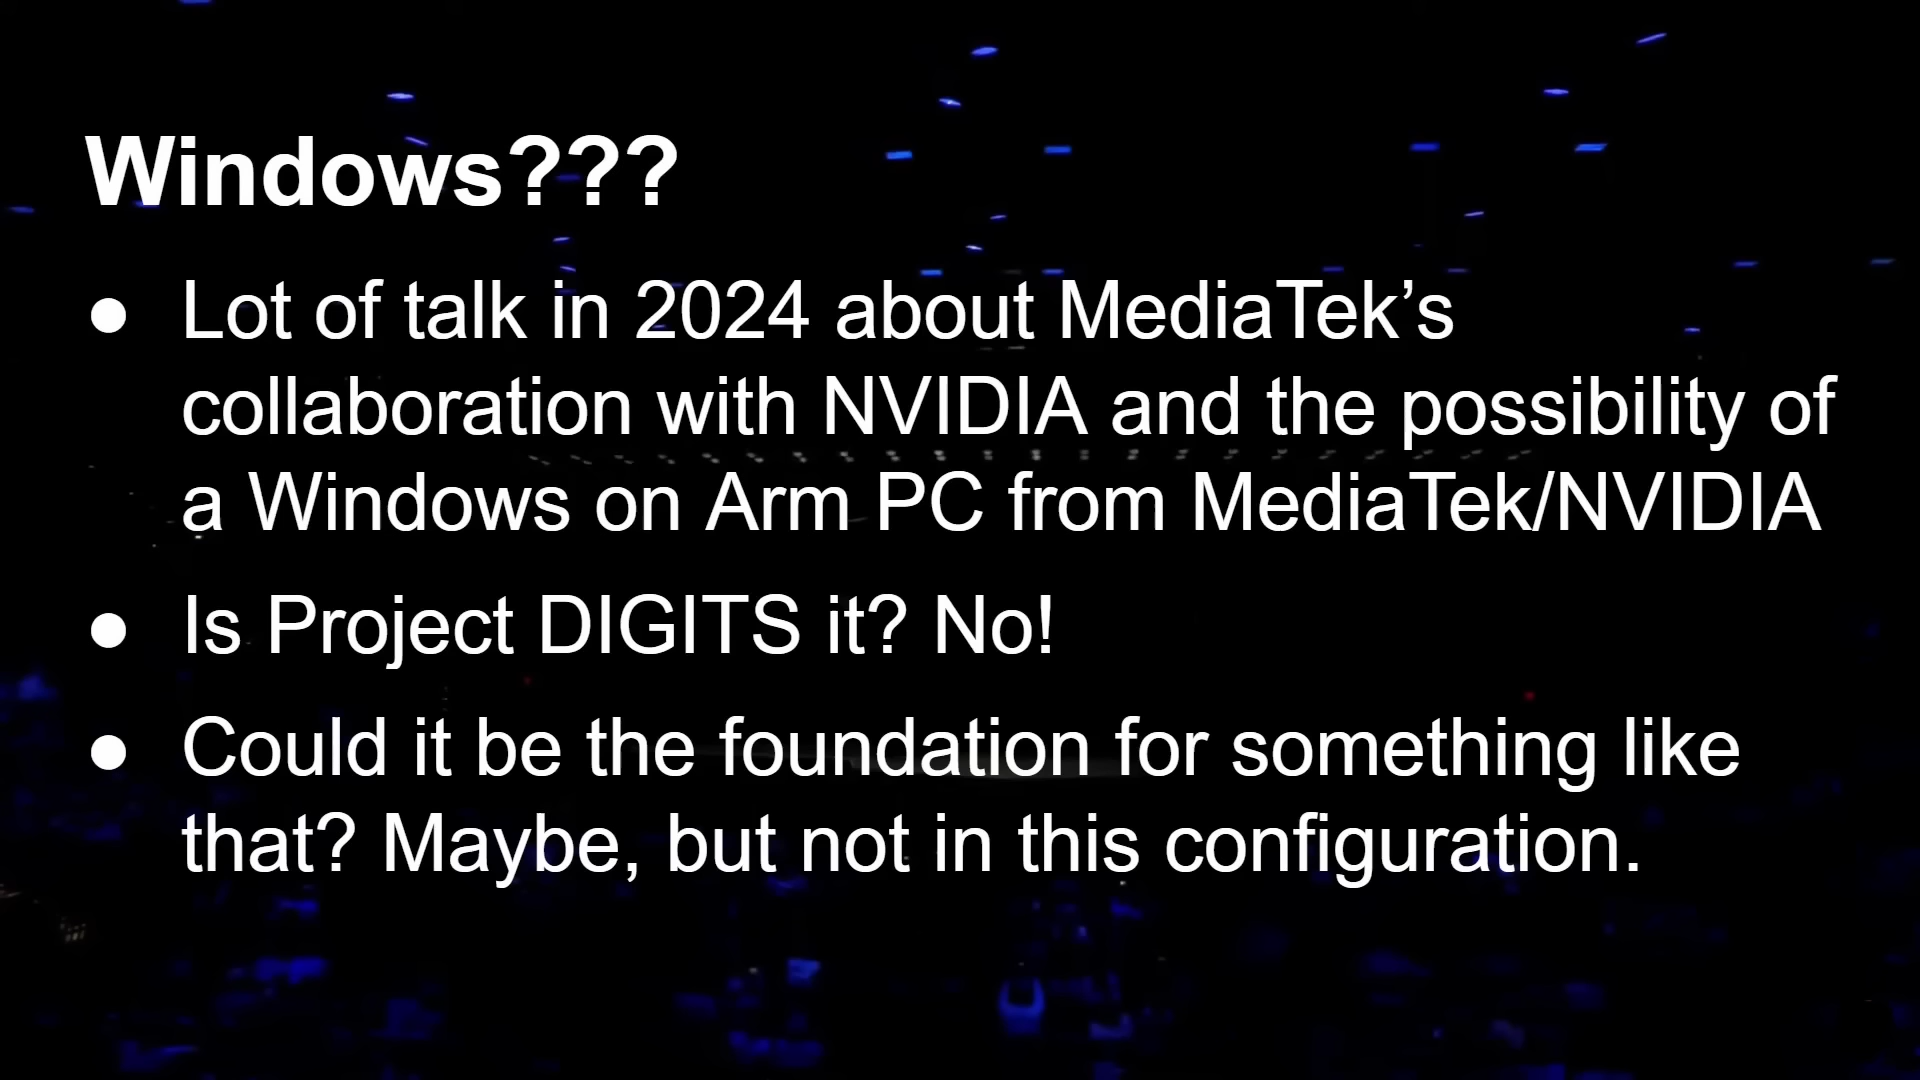 Windows???
● Lot of talk in 2024 about MediaTek’s
collaboration with NVIDIA and the possibility of
a Windows on Arm PC from MediaTek/NVIDIA
● Is Project DIGITS it? No!
● Could it be the foundation for something like
that? Maybe, but not in this configuration.